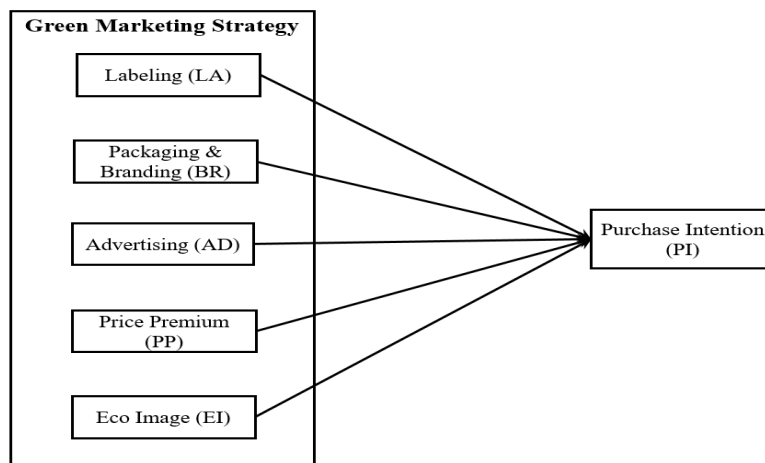 Green Marketing Strategy
Labeling (LA)
Packaging &
Branding (BR)
Advertising (AD)
Purchase Intention
(PI)
Price Premium
(PP)
Eco Image (EI)